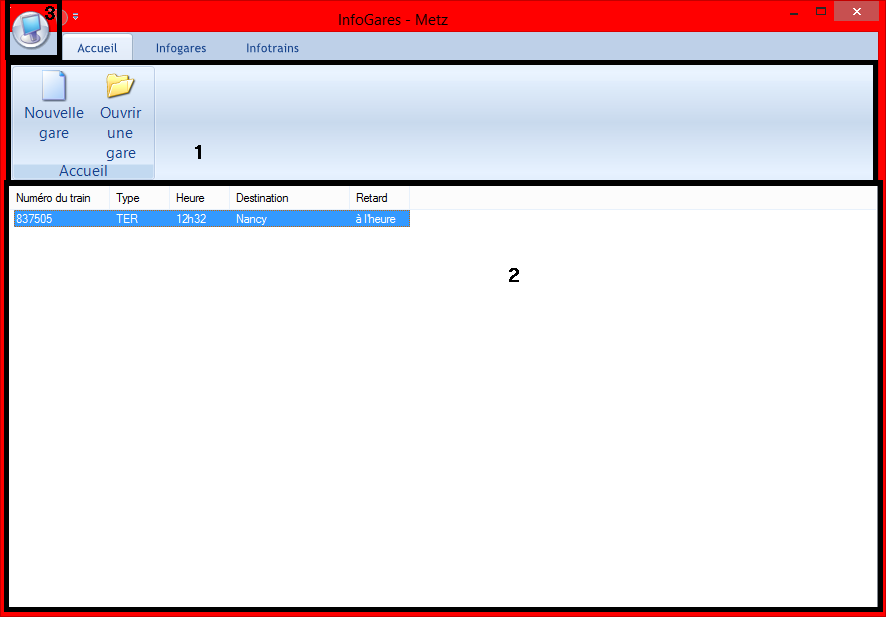 3
InfoGares - Metz
Accueil Infogares Infotrains
Nouvelle gare
Ouvrir une gare
1
Accueil
Numéro du train Type Heure Destination Retard
837505 TER 12h32 Nancy à l'heure
2